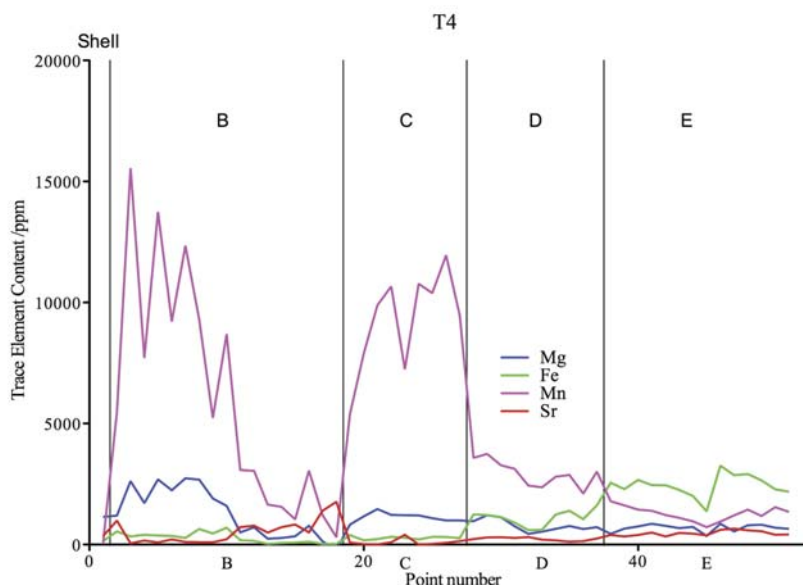 T4
Shell
20000
B C D E
15000
Trace Element Content /ppm
10000
Mg
Fe
Mn
Sr
5000
0
0 B 20 C D 40 E
Point number